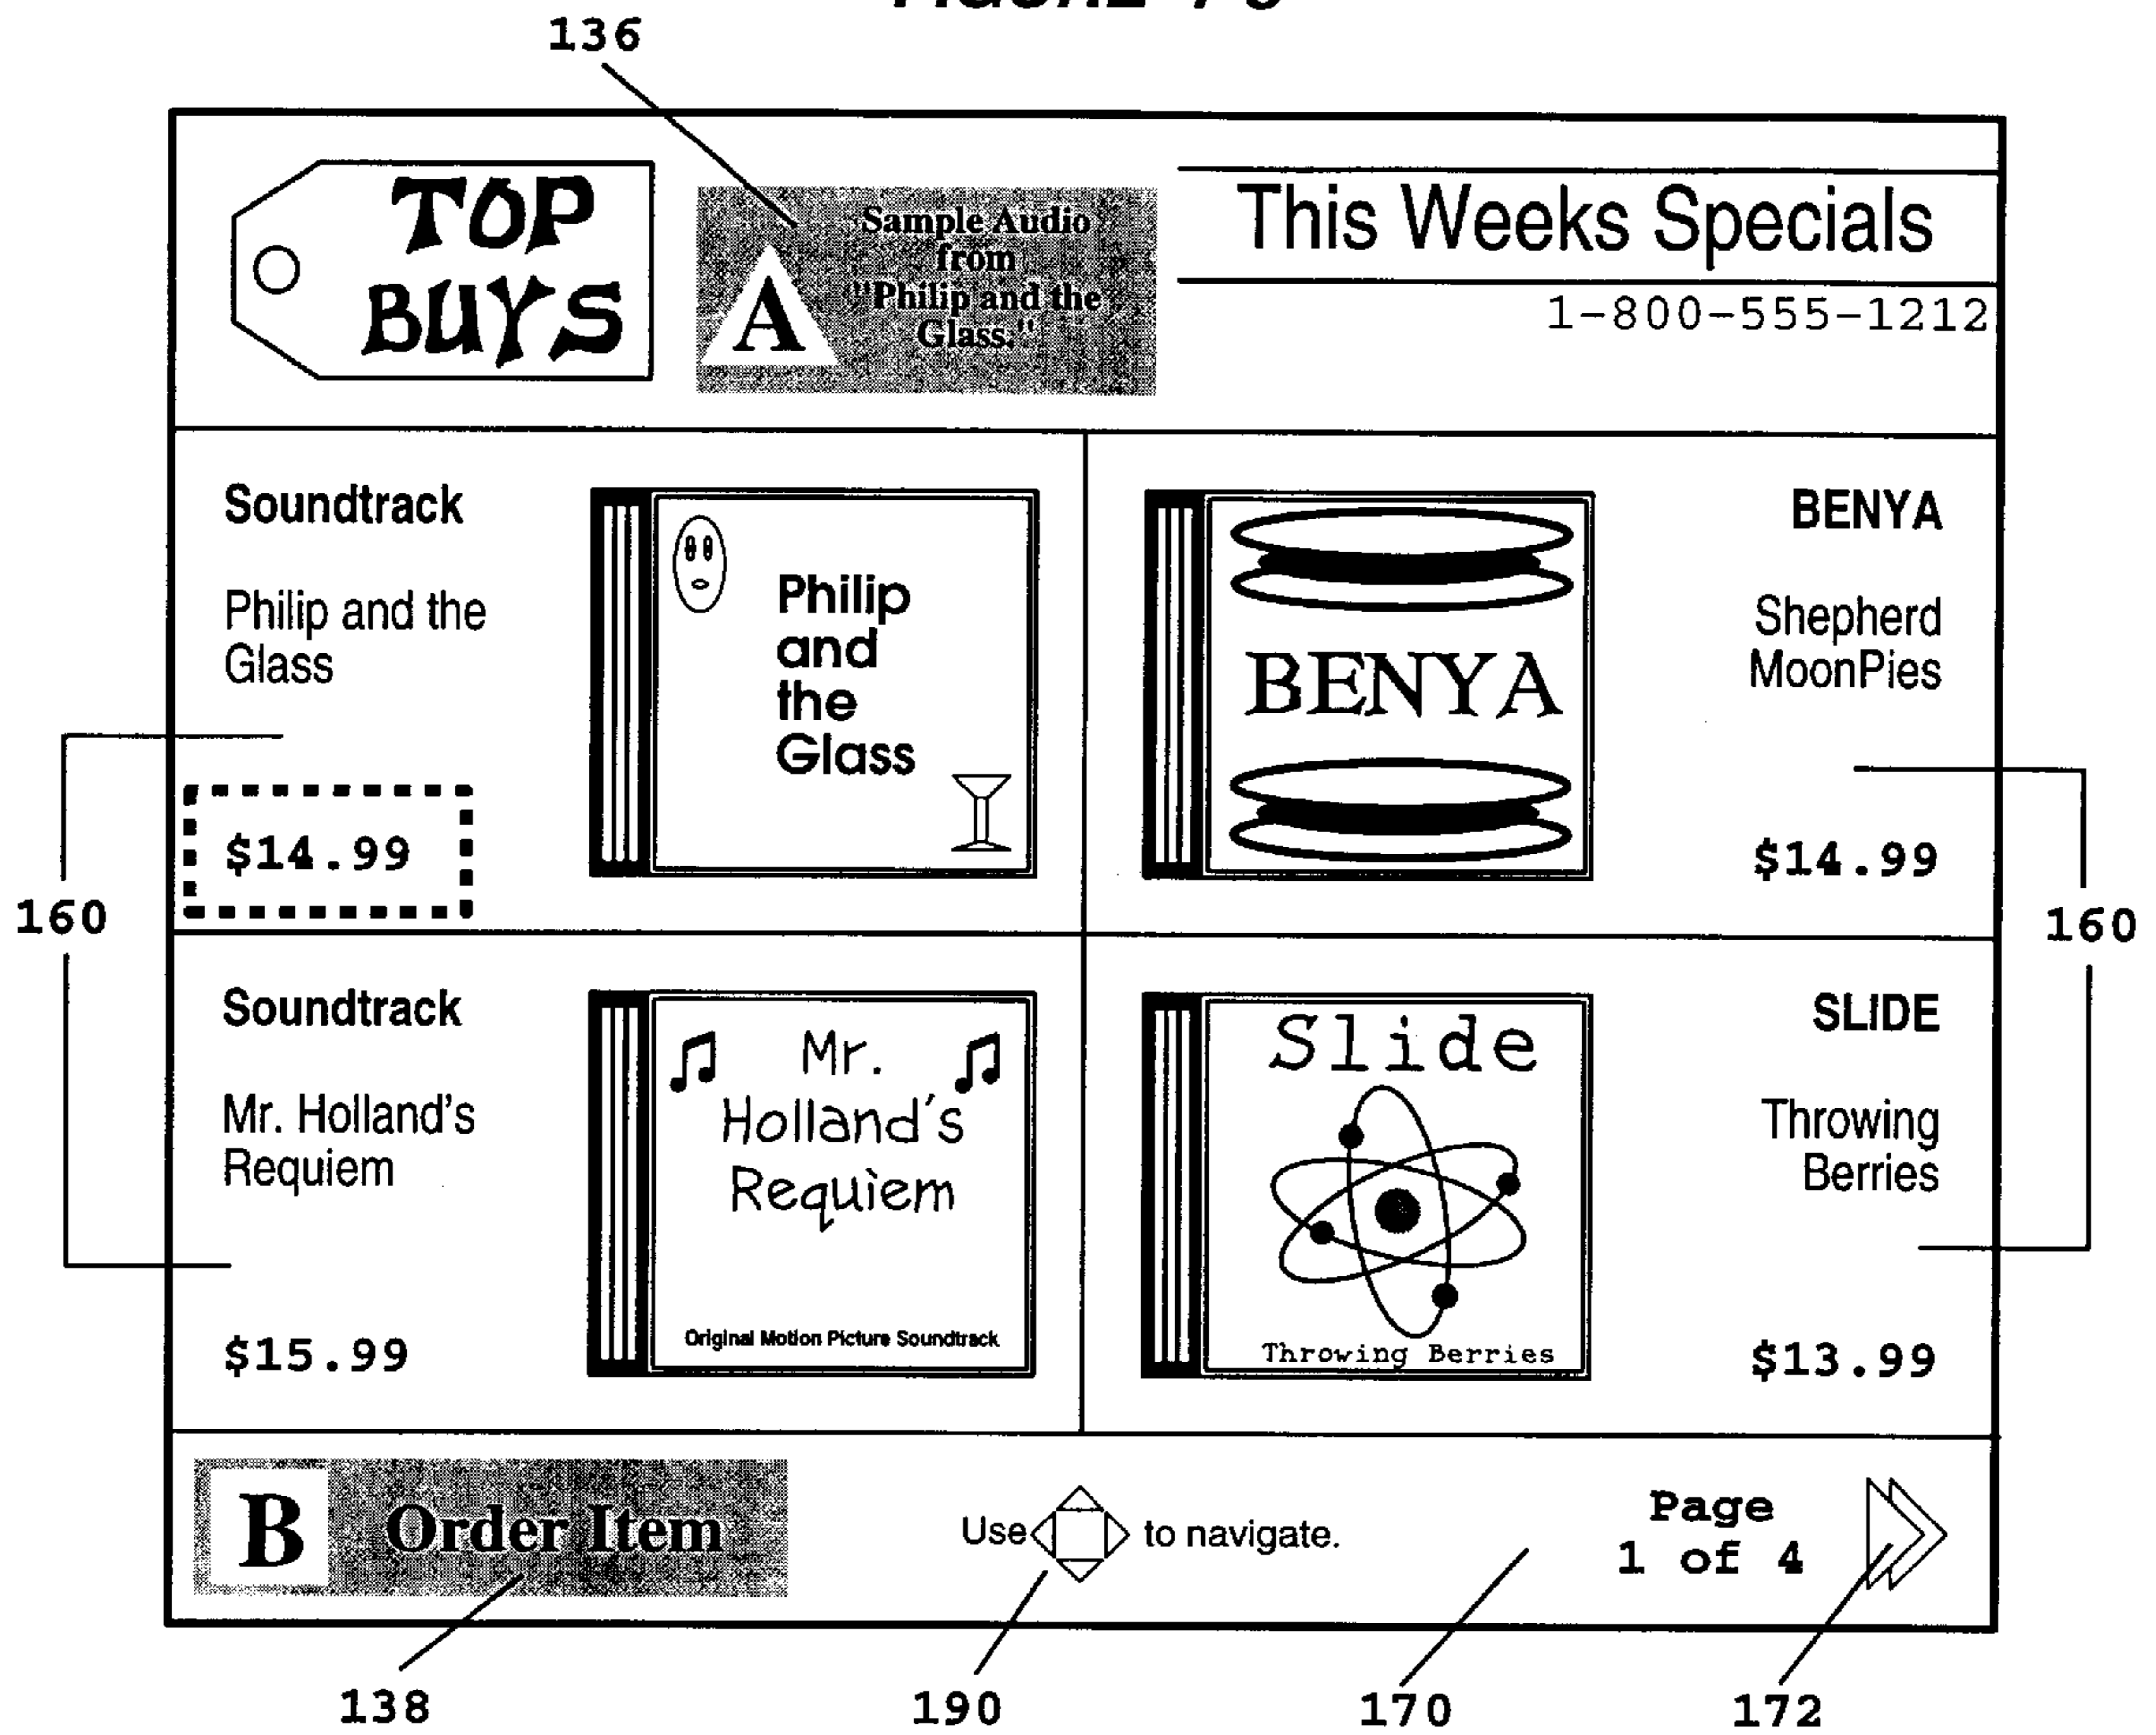 136
TOP
BUYS
A
Sample Audio
from
"Philip and the
Glass."
This Weeks Specials
1-800-555-1212
Soundtrack
Philip and the
Glass
$14.99
Philip
and
the
Glass
BENYA
BENYA
Shepherd
MoonPies
$14.99
160
160
Soundtrack
Mr. Holland's
Requiem
$15.99
Mr.
Holland's
Requiem
Original Motion Picture Soundtrack
Slide
Throwing Berries
SLIDE
Throwing
Berries
$13.99
B
Order Item
Use to navigate.
Page
1 of 4
138
190
170
172